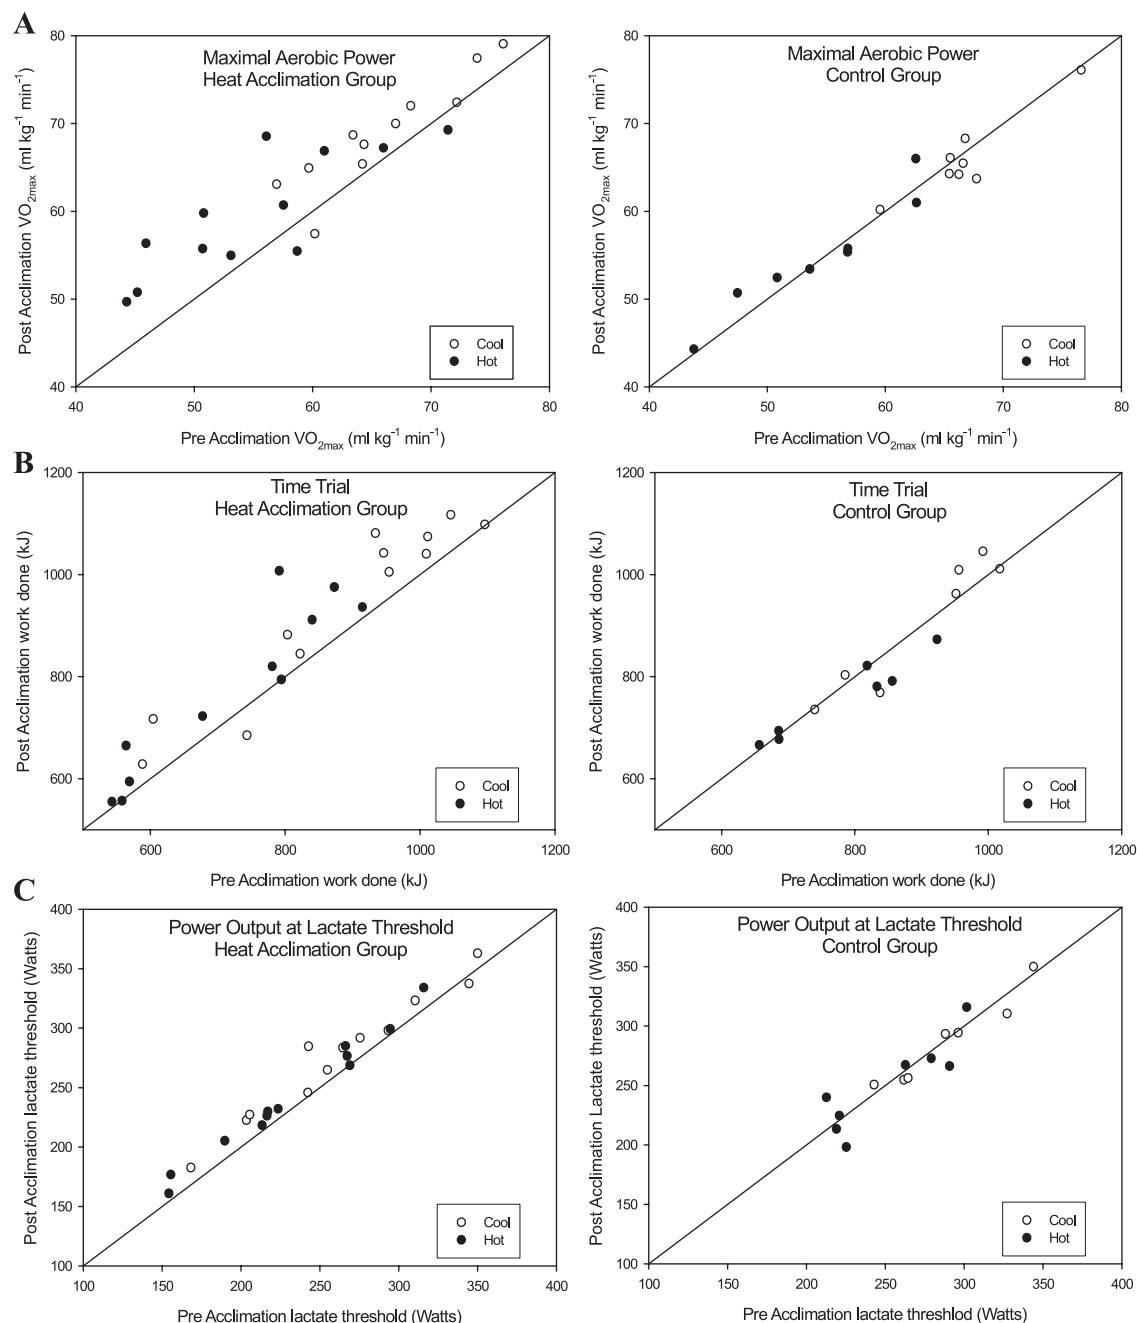 A
Maximal Aerobic Power
Heat Acclimation Group
Post Acclimation VO2max (ml kg⁻¹ min⁻¹)
80
70
60
50
40
Cool
Hot
40 50 60 70 80
Pre Acclimation VO2max (ml kg⁻¹ min⁻¹)
Maximal Aerobic Power
Control Group
Post Acclimation VO2max (ml kg⁻¹ min⁻¹)
80
70
60
50
40
Cool
Hot
40 50 60 70 80
Pre Acclimation VO2max (ml kg⁻¹ min⁻¹)
B
Time Trial
Heat Acclimation Group
Post Acclimation work done (kJ)
1200
1000
800
600
Cool
Hot
600 800 1000 1200
Pre Acclimation work done (kJ)
Time Trial
Control Group
Post Acclimation work done (kJ)
1200
1000
800
600
Cool
Hot
600 800 1000 1200
Pre Acclimation work done (kJ)
C
Power Output at Lactate Threshold
Heat Acclimation Group
Post Acclimation lactate threshold (Watts)
400
350
300
250
200
150
100
Cool
Hot
100 150 200 250 300 350 400
Pre Acclimation lactate threshold (Watts)
Power Output at Lactate Threshold
Control Group
Post Acclimation Lactate threshold (Watts)
400
350
300
250
200
150
100
Cool
Hot
100 150 200 250 300 350 400
Pre Acclimation lactate threshlod (Watts)